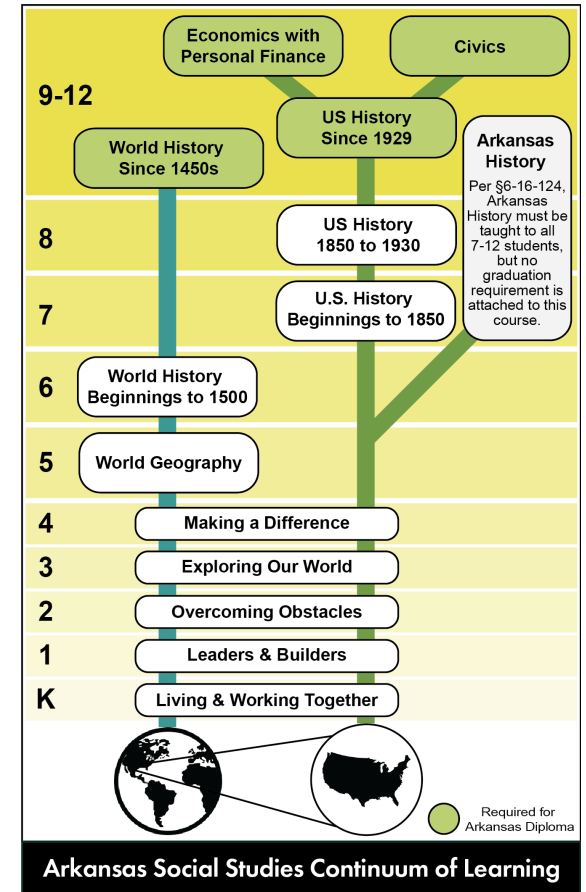 Economics with
Personal Finance
Civics
9-12
US History
Since 1929
World History
Since 1450s
Arkansas
History
Per §6-16-124,
Arkansas
History must be
taught to all
7-12 students,
but no
graduation
requirement is
attached to this
course.
8
US History
1850 to 1930
7
U.S. History
Beginnings to 1850
6
World History
Beginnings to 1500
5
World Geography
4
Making a Difference
3
Exploring Our World
2
Overcoming Obstacles
1
Leaders & Builders
K
Living & Working Together
Required for
Arkansas Diploma
Arkansas Social Studies Continuum of Learning